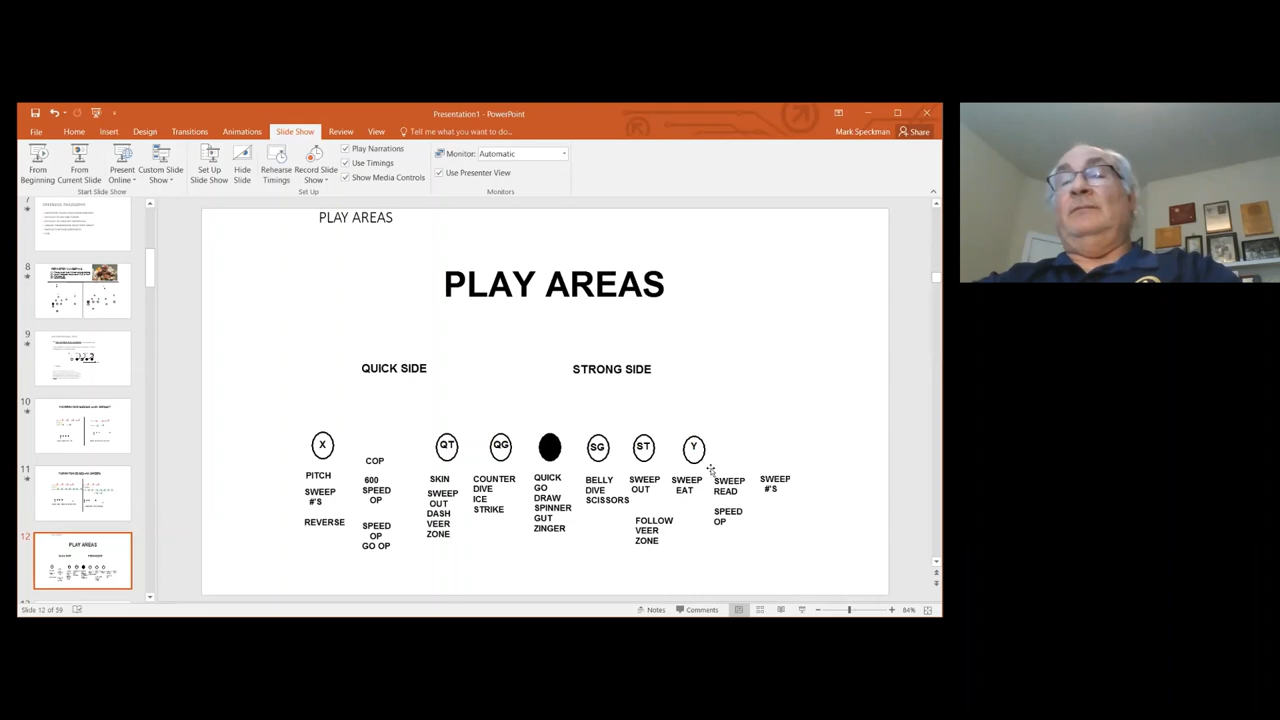 Presentation1 - PowerPoint
File Home Insert Design Transitions Animations Slide Show Review View Tell me what you want to do... Mark Speckman Share
From Beginning
From Current Slide
Present Online
Custom Slide Show
Start Slide Show
Set Up Slide Show
Hide Slide
Rehearse Timings
Record Slide Show
Play Narrations
Use Timings
Show Media Controls
Set Up
Monitor: Automatic
Use Presenter View
Monitors
7
8
9
10
11
12
PLAY AREAS
PLAY AREAS
PLAY AREAS
QUICK SIDE STRONG SIDE
X QT QG SG ST Y
PITCH
SWEEP
#'S
REVERSE
COP
600
SPEED
OP
SPEED
OP
GO OP
SKIN
SWEEP
OUT
DASH
VEER
ZONE
COUNTER
DIVE
ICE
STRIKE
QUICK
GO
DRAW
SPINNER
GUT
ZINGER
BELLY
DIVE
SCISSORS
SWEEP
OUT
FOLLOW
VEER
ZONE
SWEEP
EAT
SWEEP
READ
SPEED
OP
SWEEP
#'S
Slide 12 of 59 Notes Comments 84%